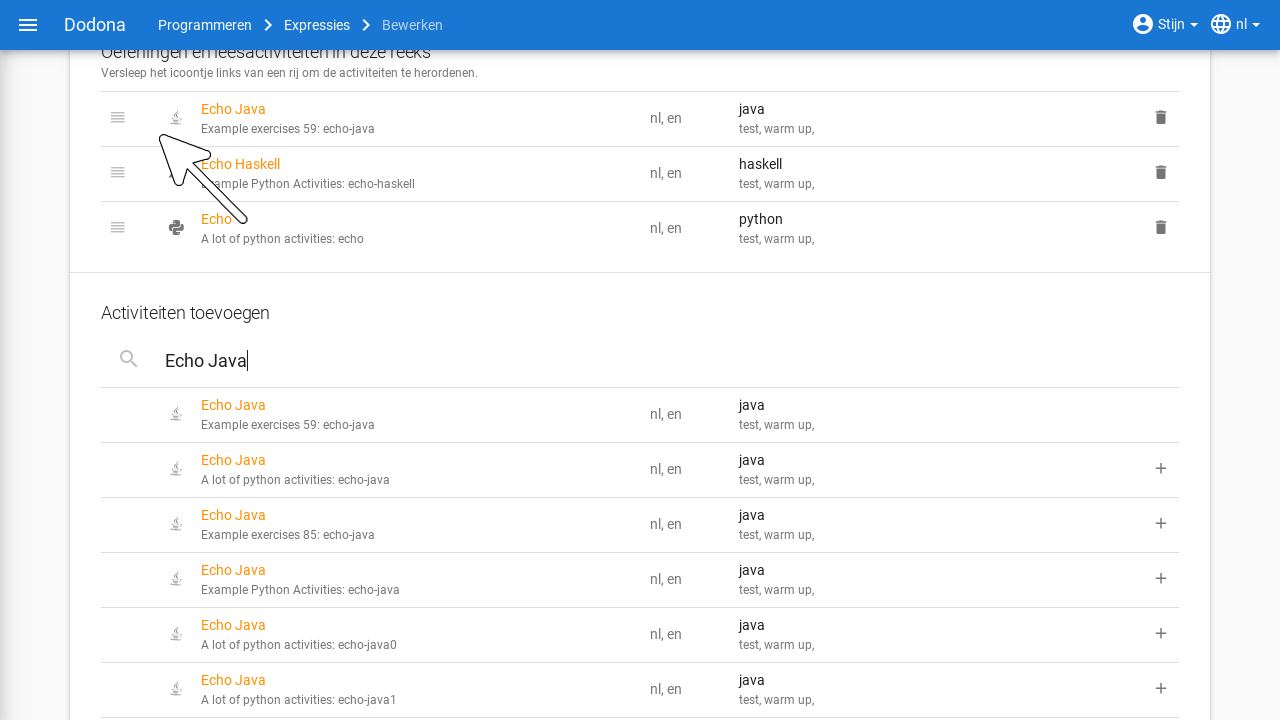 Dodona Programmeren Expressies Bewerken Stijn nl
Oefeningen en leesactiviteiten in deze reeks
Versleep het icoontje links van een rij om de activiteiten te herordenen.
Echo Java nl, en java
Example exercises 59: echo-java test, warm up,
Echo Haskell nl, en haskell
Example Python Activities: echo-haskell test, warm up,
Echo nl, en python
A lot of python activities: echo test, warm up,
Activiteiten toevoegen
Echo Java
Echo Java nl, en java
Example exercises 59: echo-java test, warm up,
Echo Java nl, en java
A lot of python activities: echo-java test, warm up,
Echo Java nl, en java
Example exercises 85: echo-java test, warm up,
Echo Java nl, en java
Example Python Activities: echo-java test, warm up,
Echo Java nl, en java
A lot of python activities: echo-java0 test, warm up,
Echo Java nl, en java
A lot of python activities: echo-java1 test, warm up,